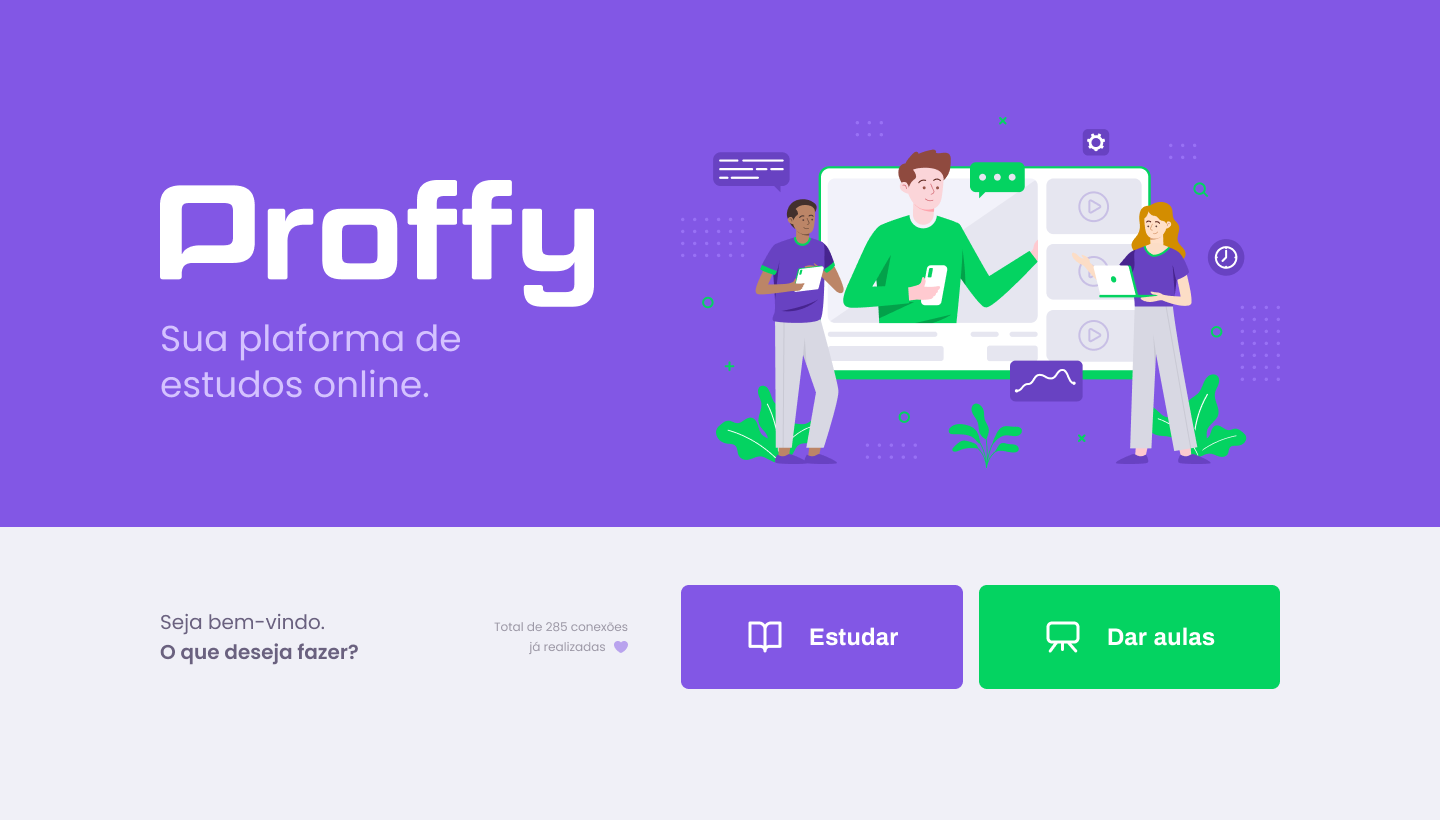 Proffy
Sua plaforma de
estudos online.
Seja bem-vindo.
O que deseja fazer?
Total de 285 conexões
já realizadas
Estudar
Dar aulas